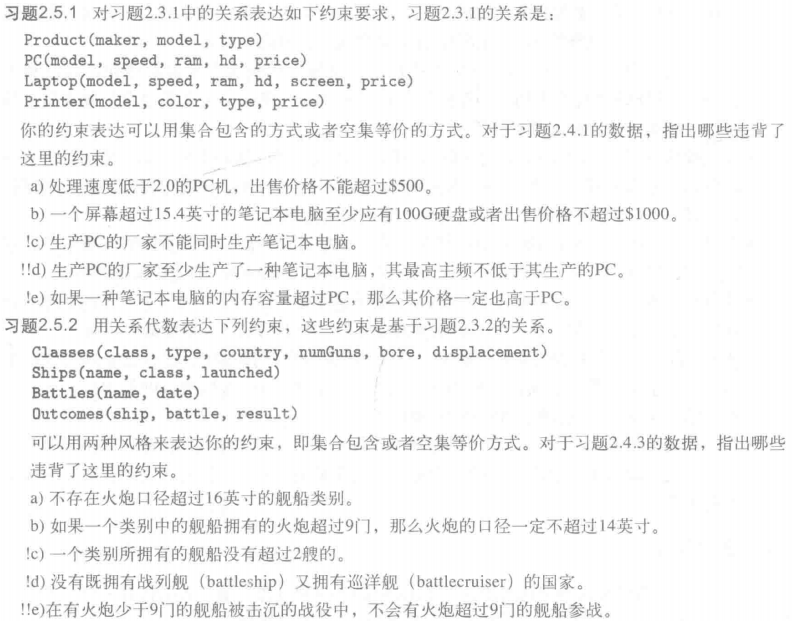 习题2.5.1 对习题2.3.1中的关系表达如下约束要求，习题2.3.1的关系是：
Product(maker, model, type)
PC(model, speed, ram, hd, price)
Laptop(model, speed, ram, hd, screen, price)
Printer(model, color, type, price)
你的约束表达可以用集合包含的方式或者空集等价的方式。对于习题2.4.1的数据，指出哪些违背了
这里的约束。
a) 处理速度低于2.0的PC机，出售价格不能超过$500。
b) 一个屏幕超过15.4英寸的笔记本电脑至少应有100G硬盘或者出售价格不超过$1000。
!c) 生产PC的厂家不能同时生产笔记本电脑。
!!d) 生产PC的厂家至少生产了一种笔记本电脑，其最高主频不低于其生产的PC。
!e) 如果一种笔记本电脑的内存容量超过PC，那么其价格一定也高于PC。
习题2.5.2 用关系代数表达下列约束，这些约束是基于习题2.3.2的关系。
Classes(class, type, country, numGuns, bore, displacement)
Ships(name, class, launched)
Battles(name, date)
Outcomes(ship, battle, result)
可以用两种风格来表达你的约束，即集合包含或者空集等价方式。对于习题2.4.3的数据，指出哪些
违背了这里的约束。
a) 不存在火炮口径超过16英寸的舰船类别。
b) 如果一个类别中的舰船拥有的火炮超过9门，那么火炮的口径一定不超过14英寸。
!c) 一个类别所拥有的舰船没有超过2艘的。
!d) 没有既拥有战列舰（battleship）又拥有巡洋舰（battlecruiser）的国家。
!!e)在有火炮少于9门的舰船被击沉的战役中，不会有火炮超过9门的舰船参战。